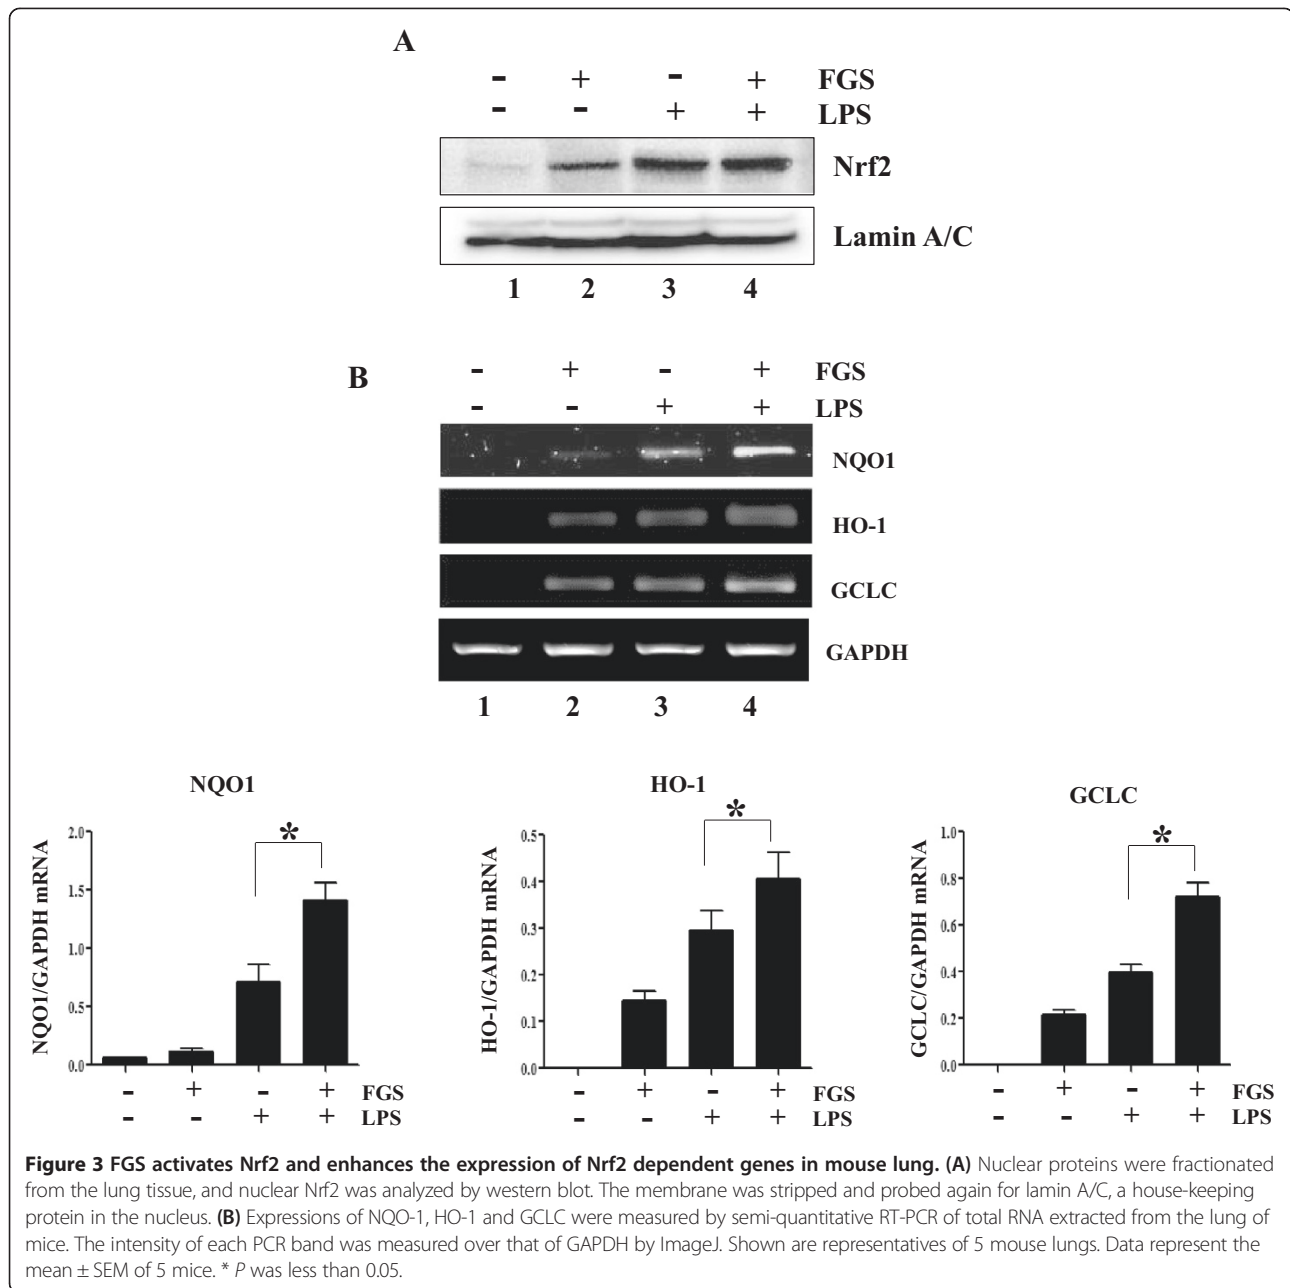 A
- + - + FGS
- - + + LPS
Nrf2
Lamin A/C
1 2 3 4
B
- + - + FGS
- - + + LPS
NQO1
HO-1
GCLC
GAPDH
1 2 3 4
NQO1
NQO1/GAPDH mRNA
2.0
1.5
1.0
0.5
0.0
*
- + - +
- - + +
FGS
LPS
HO-1
HO-1/GAPDH mRNA
0.5
0.4
0.3
0.2
0.1
0.0
*
- + - +
- - + +
FGS
LPS
GCLC
GCLC/GAPDH mRNA
1.0
0.8
0.6
0.4
0.2
0.0
*
- + - +
- - + +
FGS
LPS
Figure 3 FGS activates Nrf2 and enhances the expression of Nrf2 dependent genes in mouse lung. (A) Nuclear proteins were fractionated
from the lung tissue, and nuclear Nrf2 was analyzed by western blot. The membrane was stripped and probed again for lamin A/C, a house-keeping
protein in the nucleus. (B) Expressions of NQO-1, HO-1 and GCLC were measured by semi-quantitative RT-PCR of total RNA extracted from the lung of
mice. The intensity of each PCR band was measured over that of GAPDH by ImageJ. Shown are representatives of 5 mouse lungs. Data represent the
mean ± SEM of 5 mice. * P was less than 0.05.